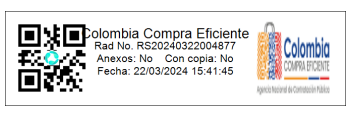 Colombia Compra Eficiente
Rad No. RS20240322004877
Anexos: No Con copia: No
Fecha: 22/03/2024 15:41:45
Colombia
COMPRA EFICIENTE
Agencia Nacional de Contratación Pública